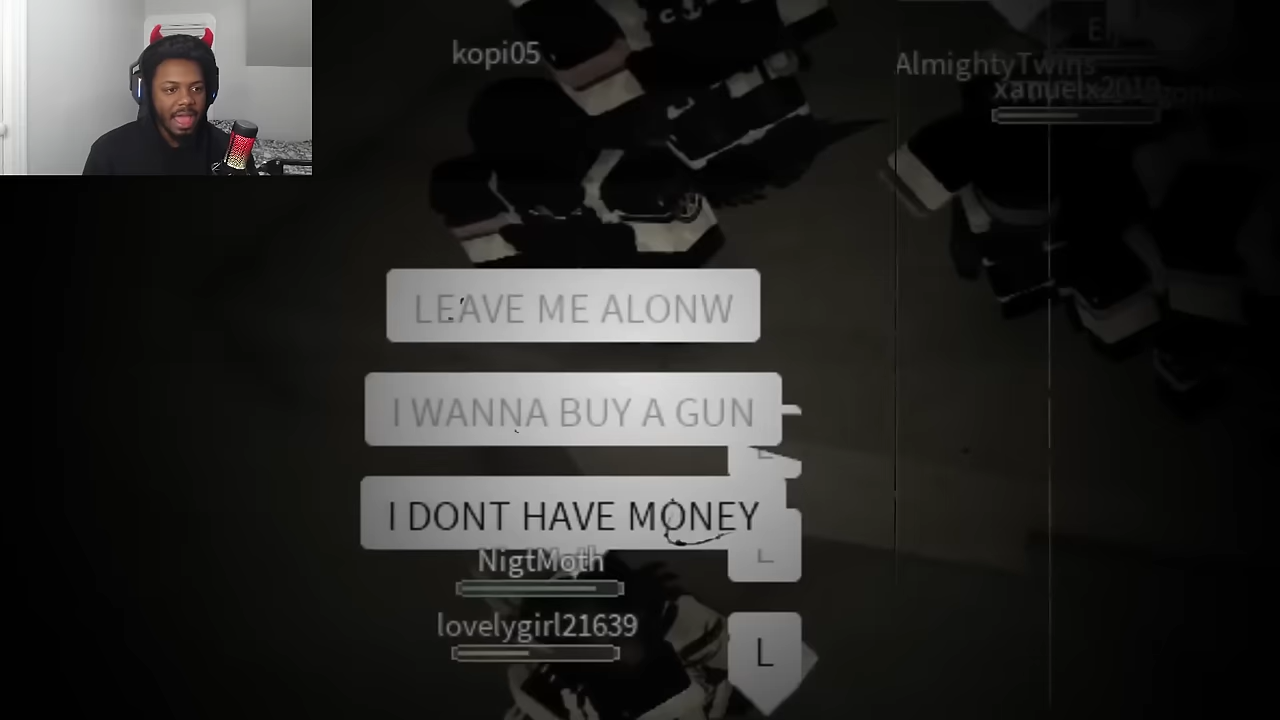 kopi05
AlmightyTwins
xanuelx2010
LEAVE ME ALONW
I WANNA BUY A GUN
L
I DONT HAVE MONEY
L
NigtMoth
lovelygirl21639
L